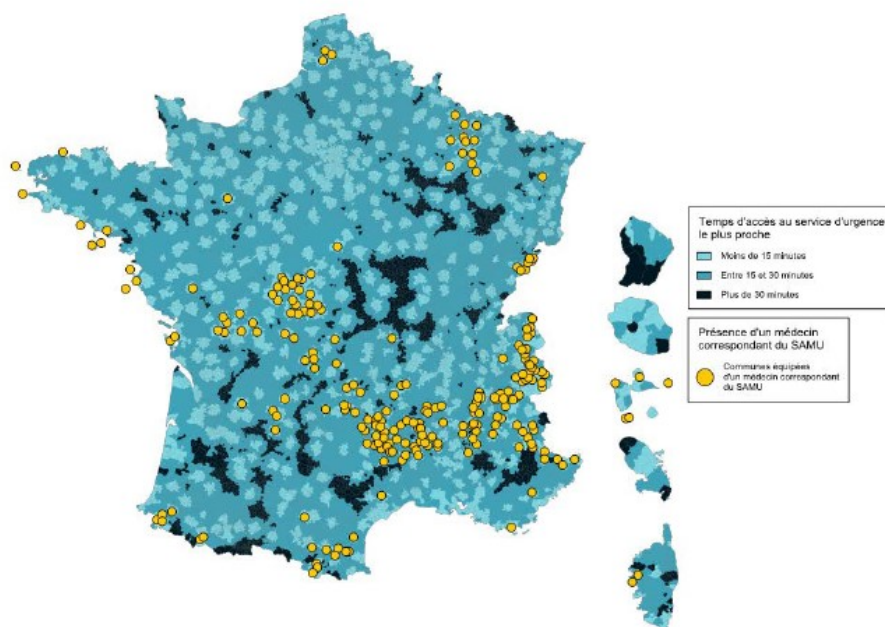 Temps d'accès au service d'urgence
le plus proche
Moins de 15 minutes
Entre 15 et 30 minutes
Plus de 30 minutes
Présence d'un médecin
correspondant du SAMU
Communes équipées
d'un médecin correspondant
du SAMU